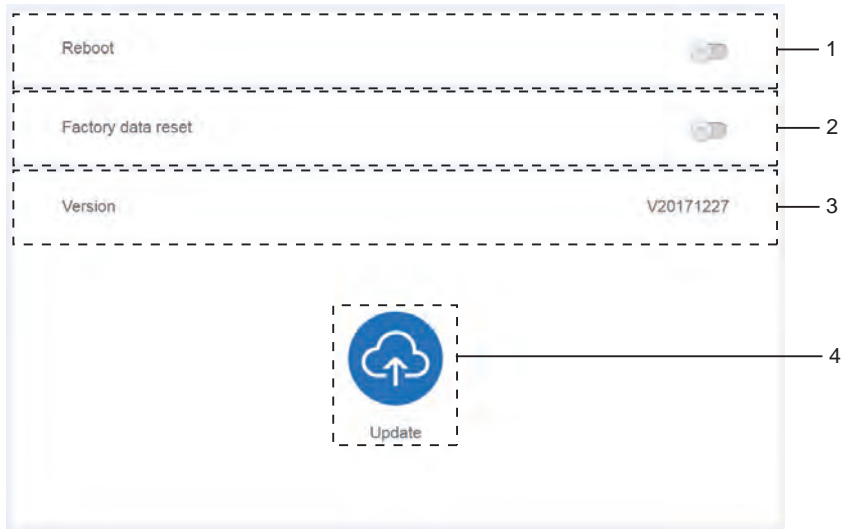 Reboot
1
Factory data reset
2
Version V20171227
3
4
Update